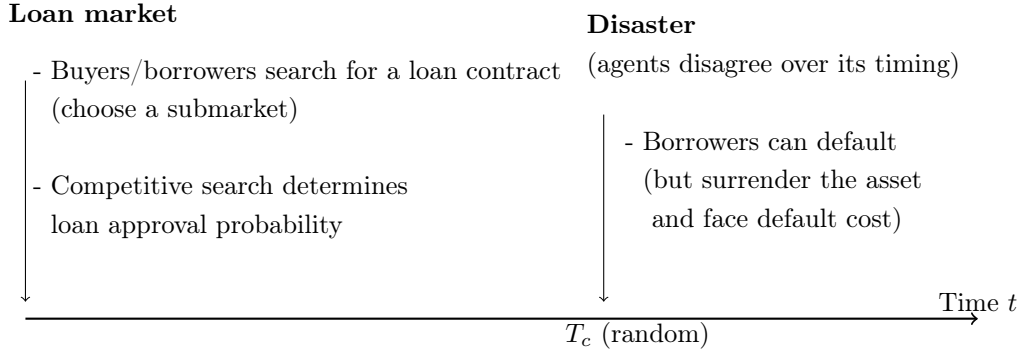 Loan market
- Buyers/borrowers search for a loan contract
(choose a submarket)
- Competitive search determines
loan approval probability
Disaster
(agents disagree over its timing)
- Borrowers can default
(but surrender the asset
and face default cost)
Time t
T_c (random)